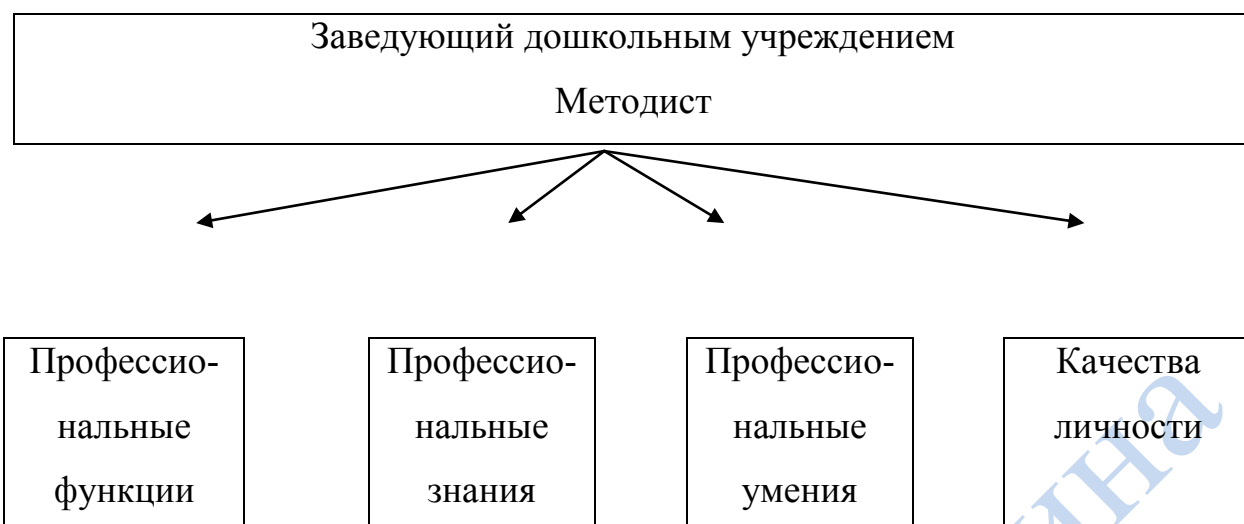 Заведующий дошкольным учреждением
Методист
Профессио-
нальные
функции
Профессио-
нальные
знания
Профессио-
нальные
умения
Качества
личности